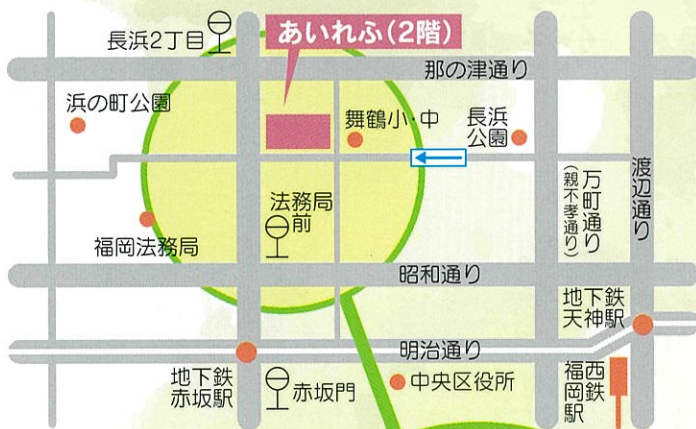 長浜2丁目
あいれふ(2階)
那の津通り
浜の町公園
舞鶴小・中
長浜
公園
渡辺通り
万町通り
(親不孝通り)
法務局
前
福岡法務局
昭和通り
地下鉄
天神駅
明治通り
地下鉄
赤坂駅
赤坂門
中央区役所
西鉄
福岡駅